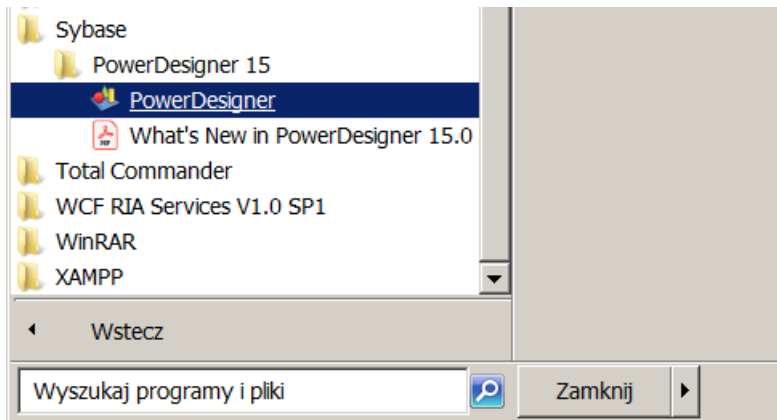 Sybase
PowerDesigner 15
PowerDesigner
What's New in PowerDesigner 15.0
Total Commander
WCF RIA Services V1.0 SP1
WinRAR
XAMPP
Wstecz
Wyszukaj programy i pliki
Zamknij